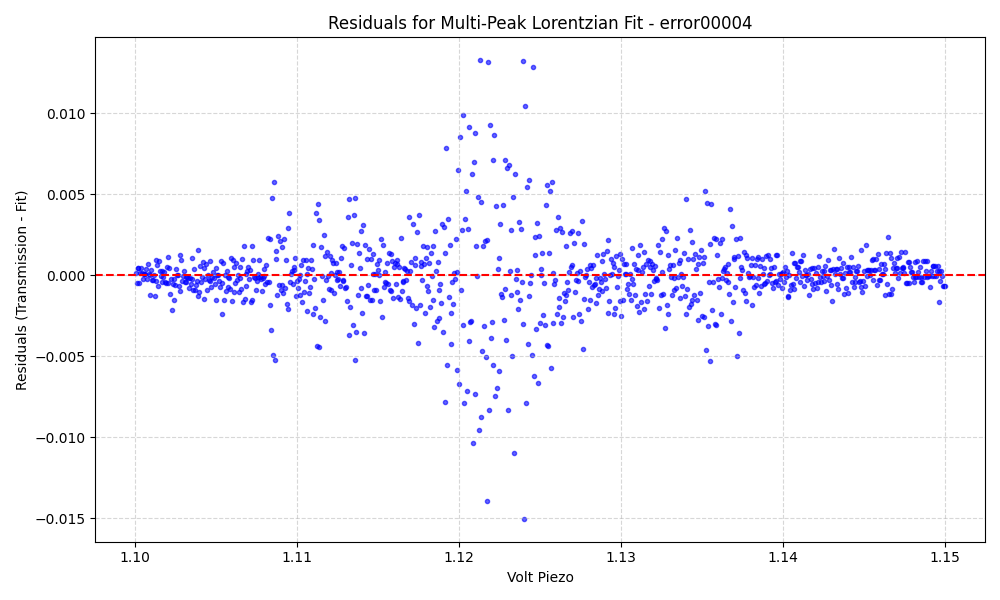 Residuals for Multi-Peak Lorentzian Fit - error00004
Residuals (Transmission - Fit)
0.010
0.005
0.000
−0.005
−0.010
−0.015
1.10 1.11 1.12 1.13 1.14 1.15
Volt Piezo